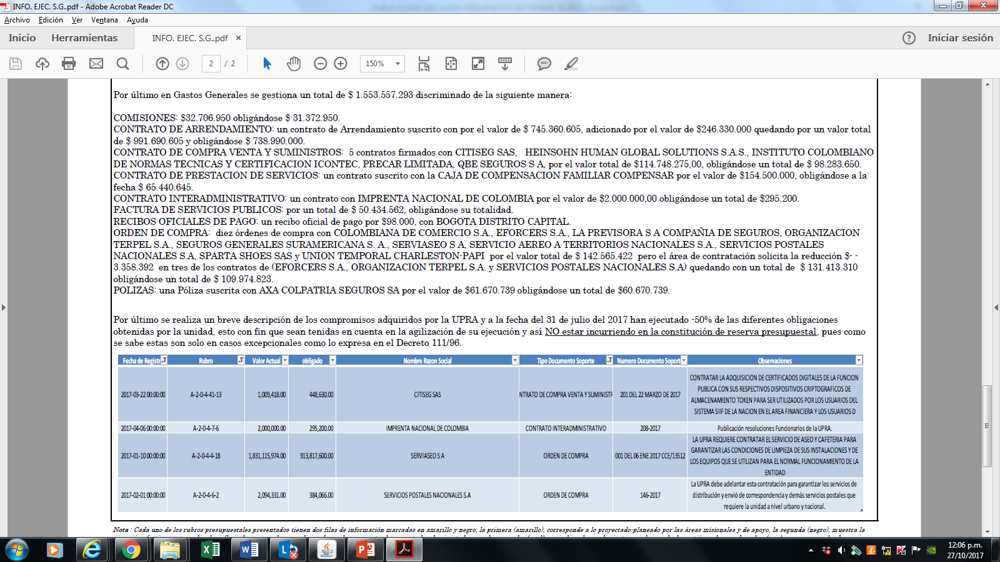 INFO. EJEC. S.G..pdf - Adobe Acrobat Reader DC
Archivo Edición Ver Ventana Ayuda
Inicio Herramientas INFO. EJEC. S.G..pdf × Iniciar sesión
2 / 2 150%
Por último en Gastos Generales se gestiona un total de $ 1.553.557.293 discriminado de la siguiente manera:
COMISIONES: $32.706.950 obligándose $ 31.372.950.
CONTRATO DE ARRENDAMIENTO: un contrato de Arrendamiento suscrito con por el valor de $ 745.360.605, adicionado por el valor de $246.330.000 quedando por un valor total
de $ 991.690.605 y obligándose $ 738.990.000.
CONTRATO DE COMPRA VENTA Y SUMINISTROS: 5 contratos firmados con CITISEG SAS, HEINSOHN HUMAN GLOBAL SOLUTIONS S.A.S., INSTITUTO COLOMBIANO
DE NORMAS TECNICAS Y CERTIFICACION ICONTEC, PRECAR LIMITADA, QBE SEGUROS S A, por el valor total de $114.748.275,00, obligándose un total de $ 98.283.650.
CONTRATO DE PRESTACION DE SERVICIOS: un contrato suscrito con la CAJA DE COMPENSACION FAMILIAR COMPENSAR por el valor de $154.500.000, obligándose a la
fecha $ 65.440.645.
CONTRATO INTERADMINISTRATIVO: un contrato con IMPRENTA NACIONAL DE COLOMBIA por el valor de $2.000.000,00 obligándose un total de $295.200.
FACTURA DE SERVICIOS PUBLICOS: por un total de $ 50.434.562, obligándose su totalidad.
RECIBOS OFICIALES DE PAGO: un recibo oficial de pago por $98.000, con BOGOTA DISTRITO CAPITAL.
ORDEN DE COMPRA: diez órdenes de compra con COLOMBIANA DE COMERCIO S.A., EFORCERS S.A., LA PREVISORA S A COMPAÑIA DE SEGUROS, ORGANIZACION
TERPEL S.A., SEGUROS GENERALES SURAMERICANA S. A., SERVIASEO S A, SERVICIO AEREO A TERRITORIOS NACIONALES S.A., SERVICIOS POSTALES
NACIONALES S.A, SPARTA SHOES SAS y UNION TEMPORAL CHARLESTON-PAPI por el valor total de $ 142.565.422 pero el área de contratación solicita la reducción $- -
3.358.392 en tres de los contratos de (EFORCERS S.A., ORGANIZACION TERPEL S.A. y SERVICIOS POSTALES NACIONALES S.A) quedando con un total de $ 131.413.310
obligándose un total de $ 109.974.823.
POLIZAS: una Póliza suscrita con AXA COLPATRIA SEGUROS SA por el valor de $61.670.739 obligándose un total de $60.670.739.
Por último se realiza un breve descripción de los compromisos adquiridos por la UPRA y a la fecha del 31 de julio del 2017 han ejecutado -50% de las diferentes obligaciones
obtenidas por la unidad, esto con fin que sean tenidas en cuenta en la agilización de su ejecución y así NO estar incurriendo en la constitución de reserva presupuestal, pues como
se sabe estas son solo en casos excepcionales como lo expresa en el Decreto 111/96.
Fecha de Registr Rubro Valor Actual obligado Nombre Razon Social Tipo Documento Soporte Numero Documento Soport Observaciones
2017-03-22 00:00:00 A-2-0-4-41-13 1,009,418.00 448,630.00 CITISEG SAS NTRATO DE COMPRA VENTA Y SUMINISTR 201 DEL 22 MARZO DE 2017
CONTRATAR LA ADQUISICION DE CERTIFICADOS DIGITALES DE LA FUNCION
PUBLICA CON SUS RESPECTIVOS DISPOSITIVOS CRIPTOGRAFICOS DE
ALMACENAMIENTO TOKEN PARA SER UTILIZADOS POR LOS USUARIOS DEL
SISTEMA SIIF DE LA NACION EN EL AREA FINANCIERA Y LOS USUARIOS D
2017-04-06 00:00:00 A-2-0-4-7-6 2,000,000.00 295,200.00 IMPRENTA NACIONAL DE COLOMBIA CONTRATO INTERADMINISTRATIVO 208-2017 Publicación resoluciones Funcionarios de la UPRA.
2017-01-10 00:00:00 A-2-0-4-4-18 1,831,115,974.00 913,817,600.00 SERVIASEO S A ORDEN DE COMPRA 001 DEL 06 ENE 2017 CCE/13512
LA UPRA REQUIERE CONTRATAR EL SERVICIO DE ASEO Y CAFETERIA PARA
GARANTIZAR LAS CONDICIONES DE LIMPIEZA DE SUS INSTALACIONES Y DE
LOS EQUIPOS QUE SE UTILIZAN PARA EL NORMAL FUNCIONAMIENTO DE LA
ENTIDAD
2017-02-01 00:00:00 A-2-0-4-6-2 2,094,331.00 384,066.00 SERVICIOS POSTALES NACIONALES S.A ORDEN DE COMPRA 146-2017
La UPRA debe adelantar esta contratación para garantizar los servicios de
distribución y envió de correspondencia y demás servicios postales que
requiere la unidad a nivel urbano y nacional.
Nota : Cada uno de los rubros presupuestales presentados tienen dos filas de información marcadas en amarillo y negro, la primera (amarillo), corresponde a lo proyectado-planeado por las áreas misionales y de apoyo, la segunda (negro), muestra la
12:06 p.m.
27/10/2017